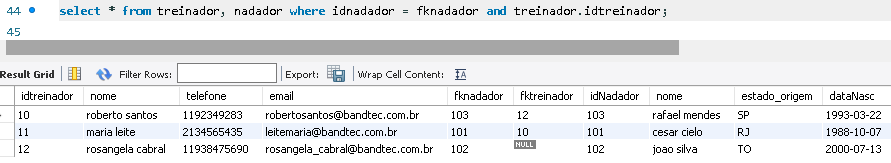 44 select * from treinador, nadador where idnadador = fknadador and treinador.idtreinador;
45
Result Grid Filter Rows: Export: Wrap Cell Content: IA
idtreinador nome telefone email fknadador fktreinador idNadador nome estado_origem dataNasc
10 roberto santos 1192349283 robertosantos@bandtec.com.br 103 12 103 rafael mendes SP 1993-03-22
11 maria leite 2134565435 leitemaria@bandtec.com.br 101 10 101 cesar cielo RJ 1988-10-07
12 rosangela cabral 11938475690 rosangela_cabral@bandtec.com.br 102 NULL 102 joao silva TO 2000-07-13